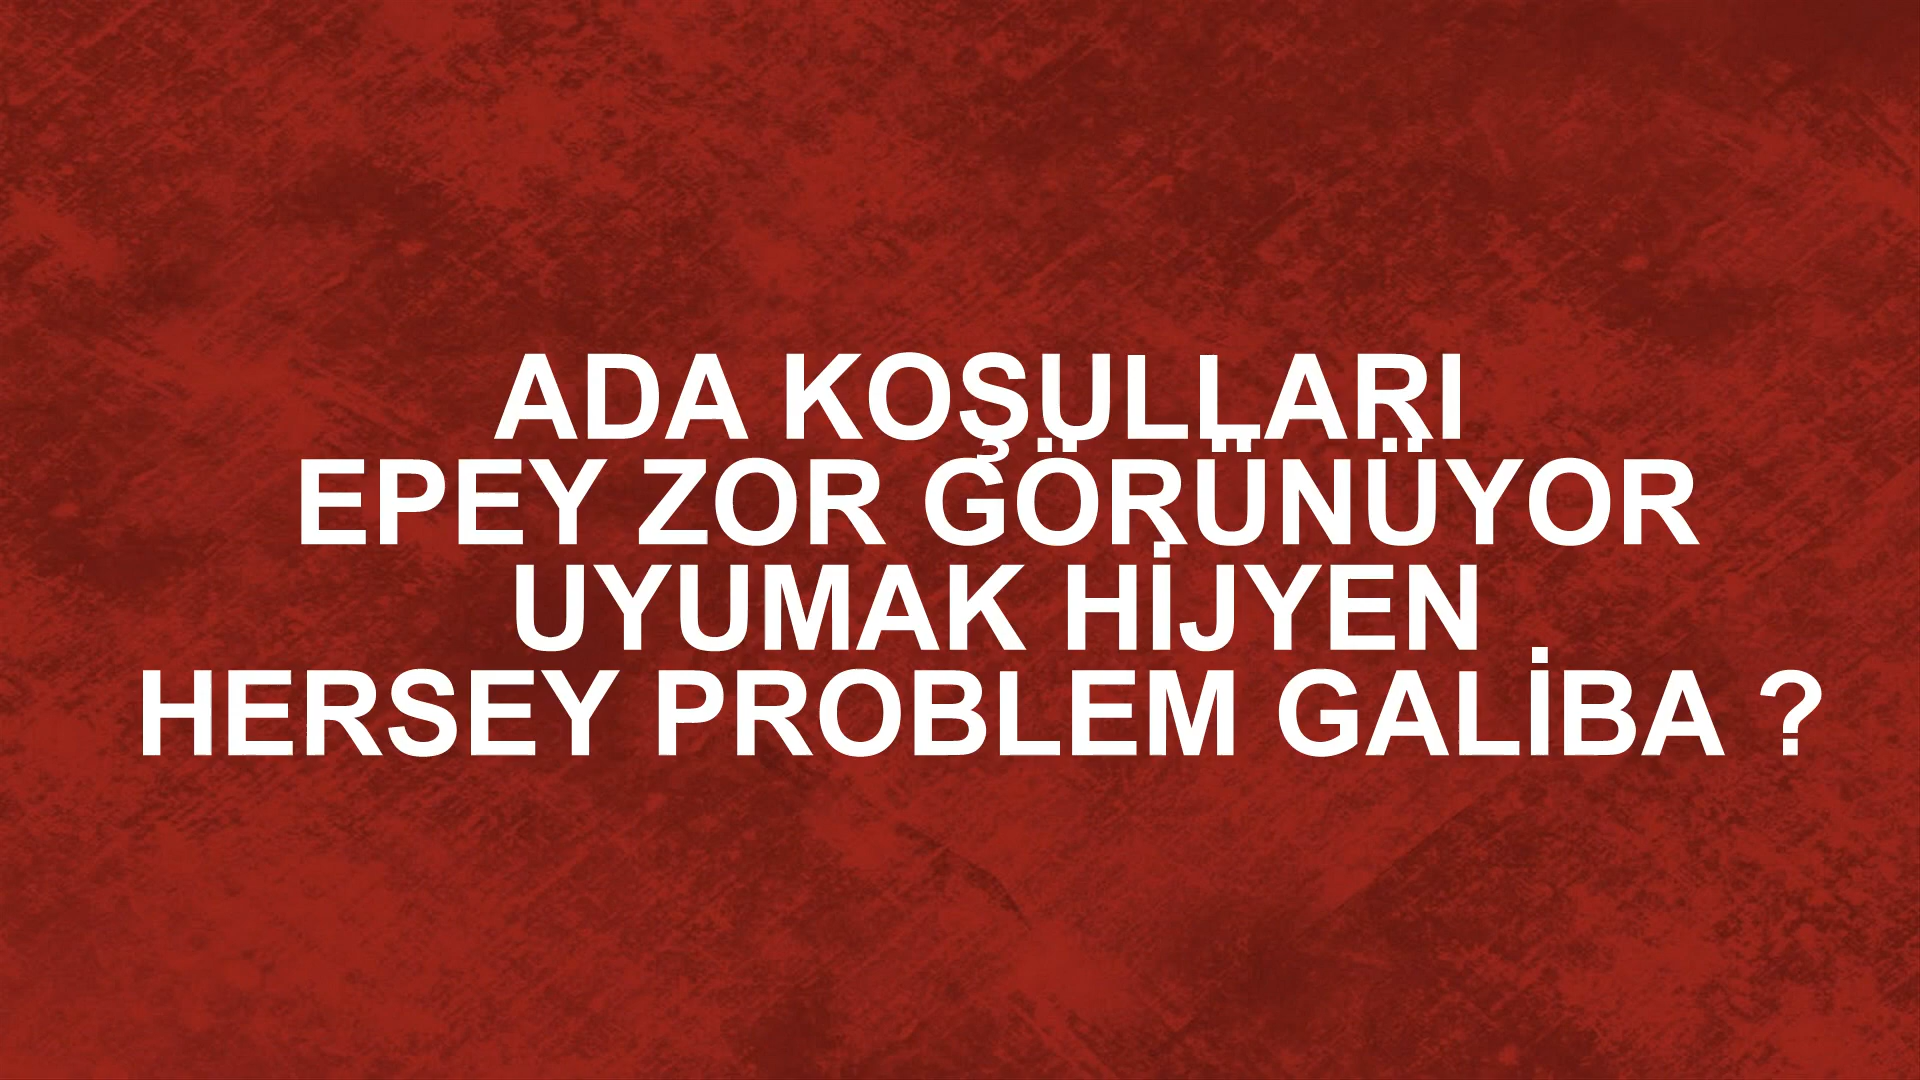 ADA KOŞULLARI
EPEY ZOR GÖRÜNÜYOR
UYUMAK HİJYEN
HERSEY PROBLEM GALİBA ?